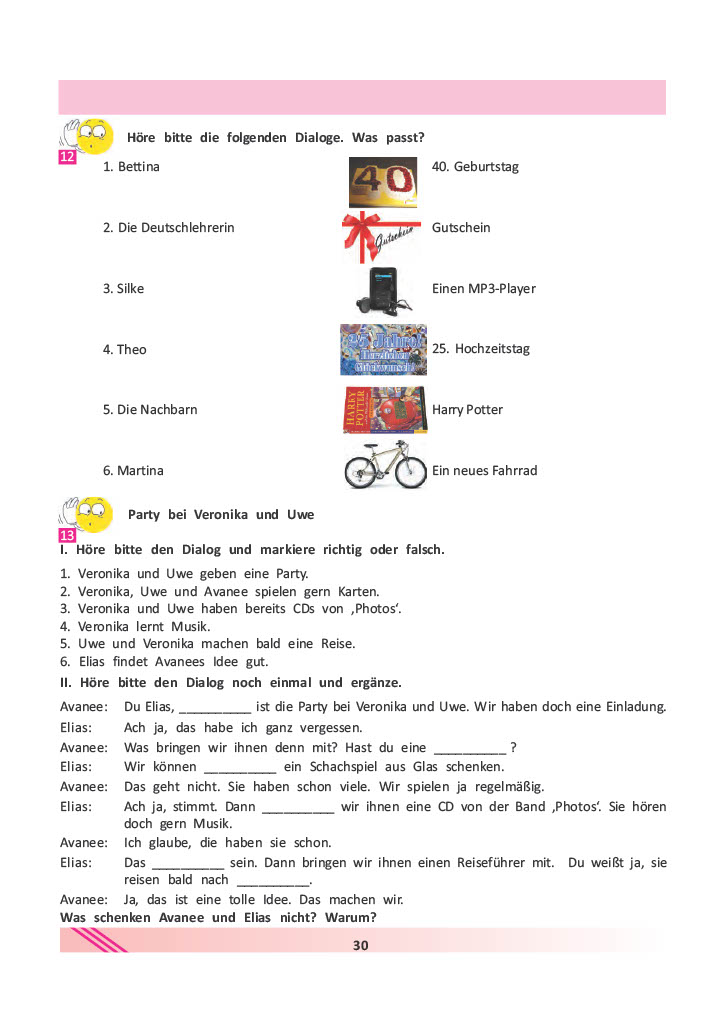 Höre bitte die folgenden Dialoge. Was passt?
12
1. Bettina
40
40. Geburtstag
2. Die Deutschlehrerin
Gutschein
Gutschein
3. Silke
Einen MP3-Player
4. Theo
25 Jahre!
Herzlichen
Glückwunsch!
25. Hochzeitstag
5. Die Nachbarn
HARRY
POTTER
Harry Potter
6. Martina
Ein neues Fahrrad
Party bei Veronika und Uwe
13
I. Höre bitte den Dialog und markiere richtig oder falsch.
1. Veronika und Uwe geben eine Party.
2. Veronika, Uwe und Avanee spielen gern Karten.
3. Veronika und Uwe haben bereits CDs von ‚Photos‘.
4. Veronika lernt Musik.
5. Uwe und Veronika machen bald eine Reise.
6. Elias findet Avanees Idee gut.
II. Höre bitte den Dialog noch einmal und ergänze.
Avanee: Du Elias, __________ ist die Party bei Veronika und Uwe. Wir haben doch eine Einladung.
Elias: Ach ja, das habe ich ganz vergessen.
Avanee: Was bringen wir ihnen denn mit? Hast du eine __________ ?
Elias: Wir können __________ ein Schachspiel aus Glas schenken.
Avanee: Das geht nicht. Sie haben schon viele. Wir spielen ja regelmäßig.
Elias: Ach ja, stimmt. Dann __________ wir ihnen eine CD von der Band ‚Photos‘. Sie hören
doch gern Musik.
Avanee: Ich glaube, die haben sie schon.
Elias: Das __________ sein. Dann bringen wir ihnen einen Reiseführer mit. Du weißt ja, sie
reisen bald nach __________.
Avanee: Ja, das ist eine tolle Idee. Das machen wir.
Was schenken Avanee und Elias nicht? Warum?
30